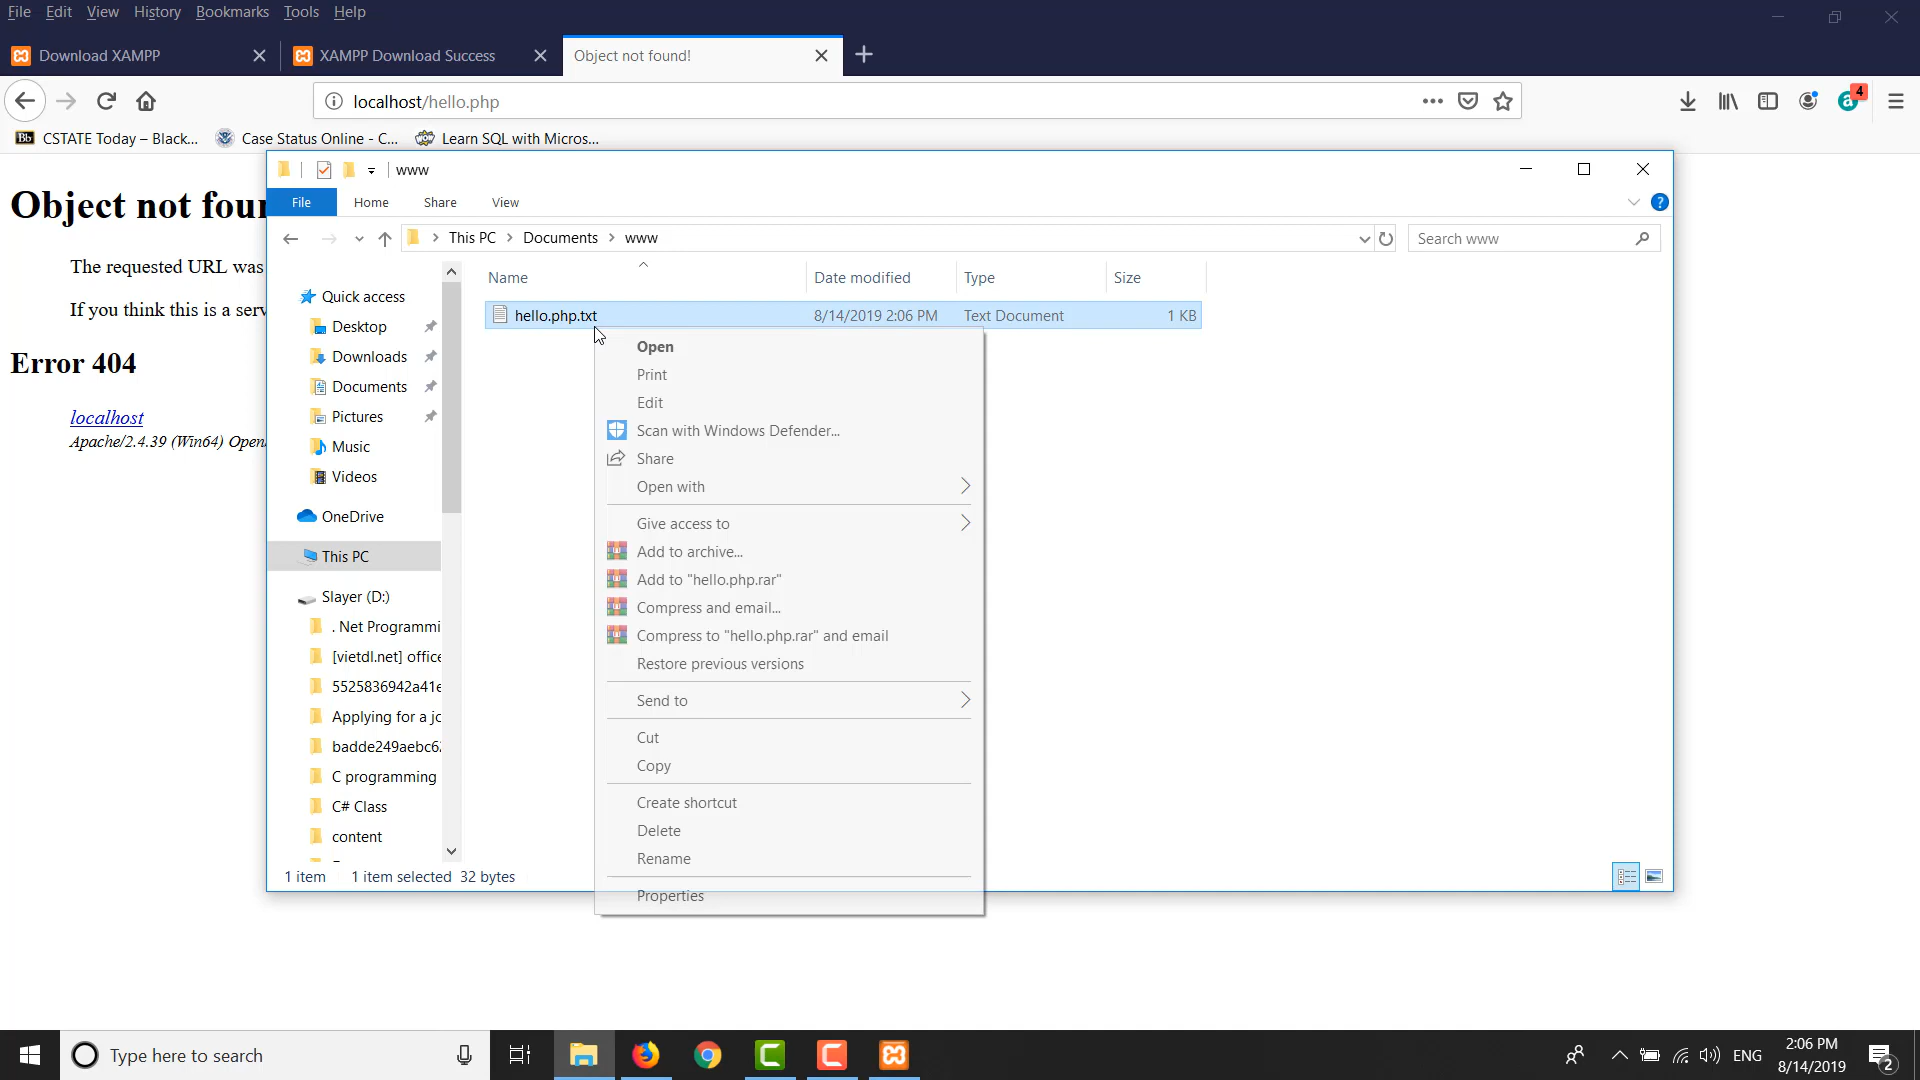 File Edit View History Bookmarks Tools Help
Download XAMPP
XAMPP Download Success
Object not found!
localhost/hello.php
4
Bb CSTATE Today – Black...
Case Status Online - C...
Learn SQL with Micros...
Object not foun
The requested URL was
If you think this is a serv
Error 404
localhost
Apache/2.4.39 (Win64) Open
www
File Home Share View
This PC Documents www
Search www
Quick access
Desktop
Downloads
Documents
Pictures
Music
Videos
OneDrive
This PC
Slayer (D:)
. Net Programmi
[vietdl.net] office
5525836942a41e
Applying for a jc
badde249aebc62
C programming
C# Class
content
Name Date modified Type Size
hello.php.txt 8/14/2019 2:06 PM Text Document 1 KB
Open
Print
Edit
Scan with Windows Defender...
Share
Open with
Give access to
Add to archive...
Add to "hello.php.rar"
Compress and email...
Compress to "hello.php.rar" and email
Restore previous versions
Send to
Cut
Copy
Create shortcut
Delete
Rename
Properties
1 item 1 item selected 32 bytes
Type here to search
ENG
2:06 PM
8/14/2019
2